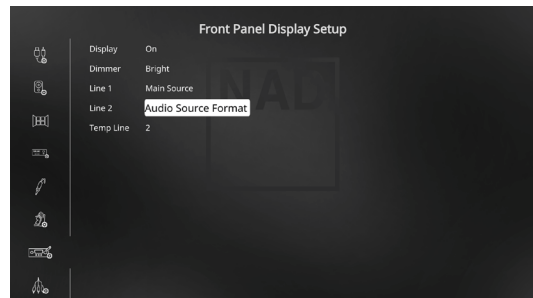 Front Panel Display Setup
Display On
Dimmer Bright
Line 1 Main Source
Line 2 Audio Source Format
Temp Line 2
NAD